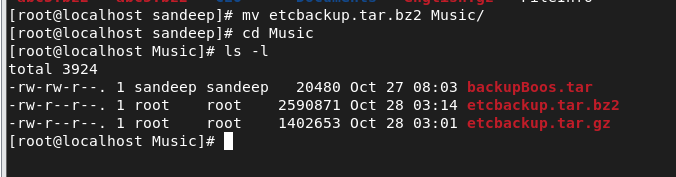 [root@localhost sandeep]# mv etcbackup.tar.bz2 Music/
[root@localhost sandeep]# cd Music
[root@localhost Music]# ls -l
total 3924
-rw-rw-r--. 1 sandeep sandeep   20480 Oct 27 08:03 backupBoos.tar
-rw-r--r--. 1 root    root    2590871 Oct 28 03:14 etcbackup.tar.bz2
-rw-r--r--. 1 root    root    1402653 Oct 28 03:01 etcbackup.tar.gz
[root@localhost Music]#